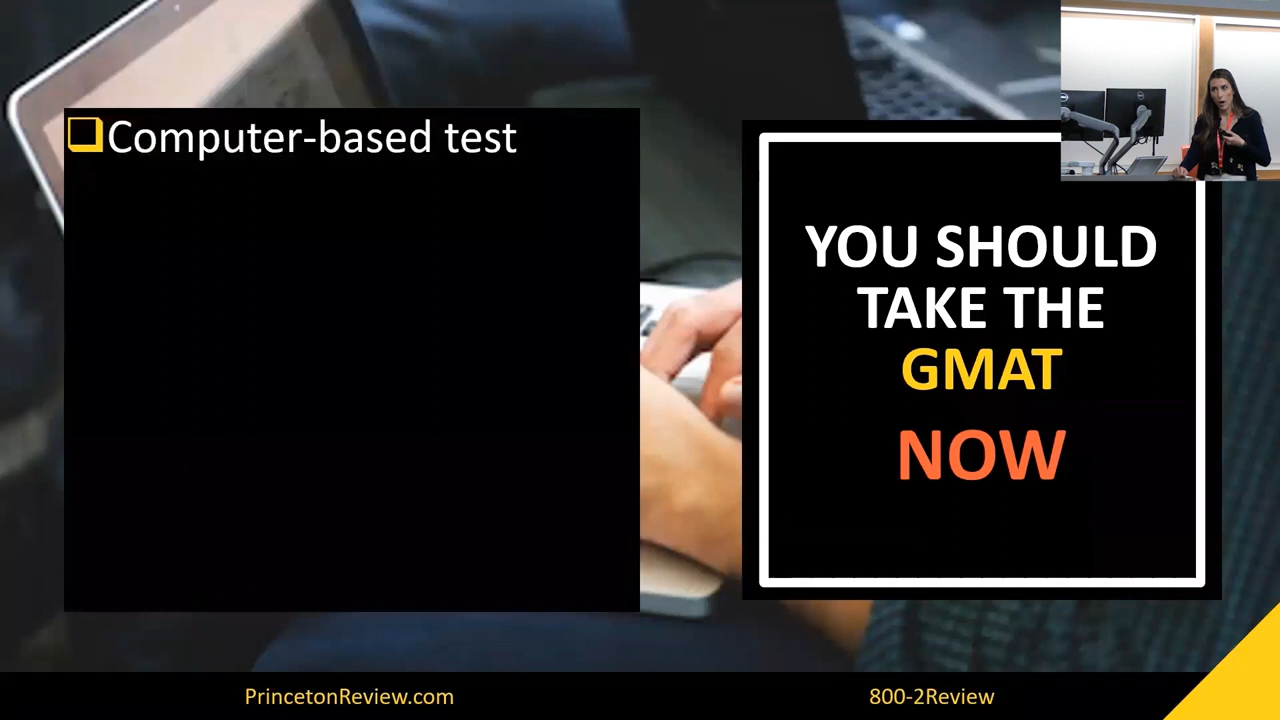 Computer-based test
YOU SHOULD
TAKE THE
GMAT
NOW
PrincetonReview.com
800-2Review